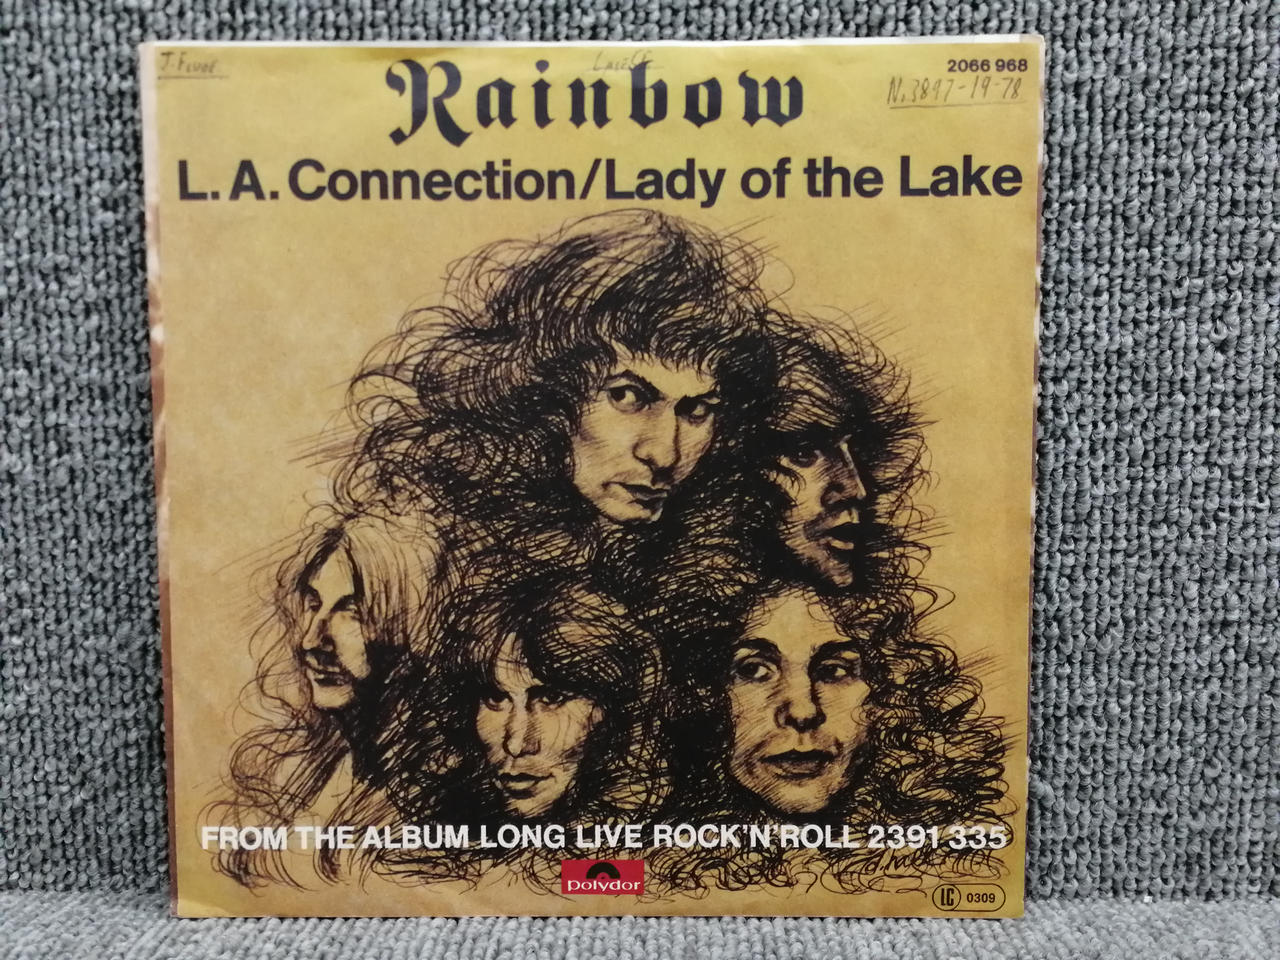 Rainbow
2066 968
N.3897-19-78
L.A. Connection/Lady of the Lake
FROM THE ALBUM LONG LIVE ROCK'N'ROLL 2391 335
polydor
LC 0309